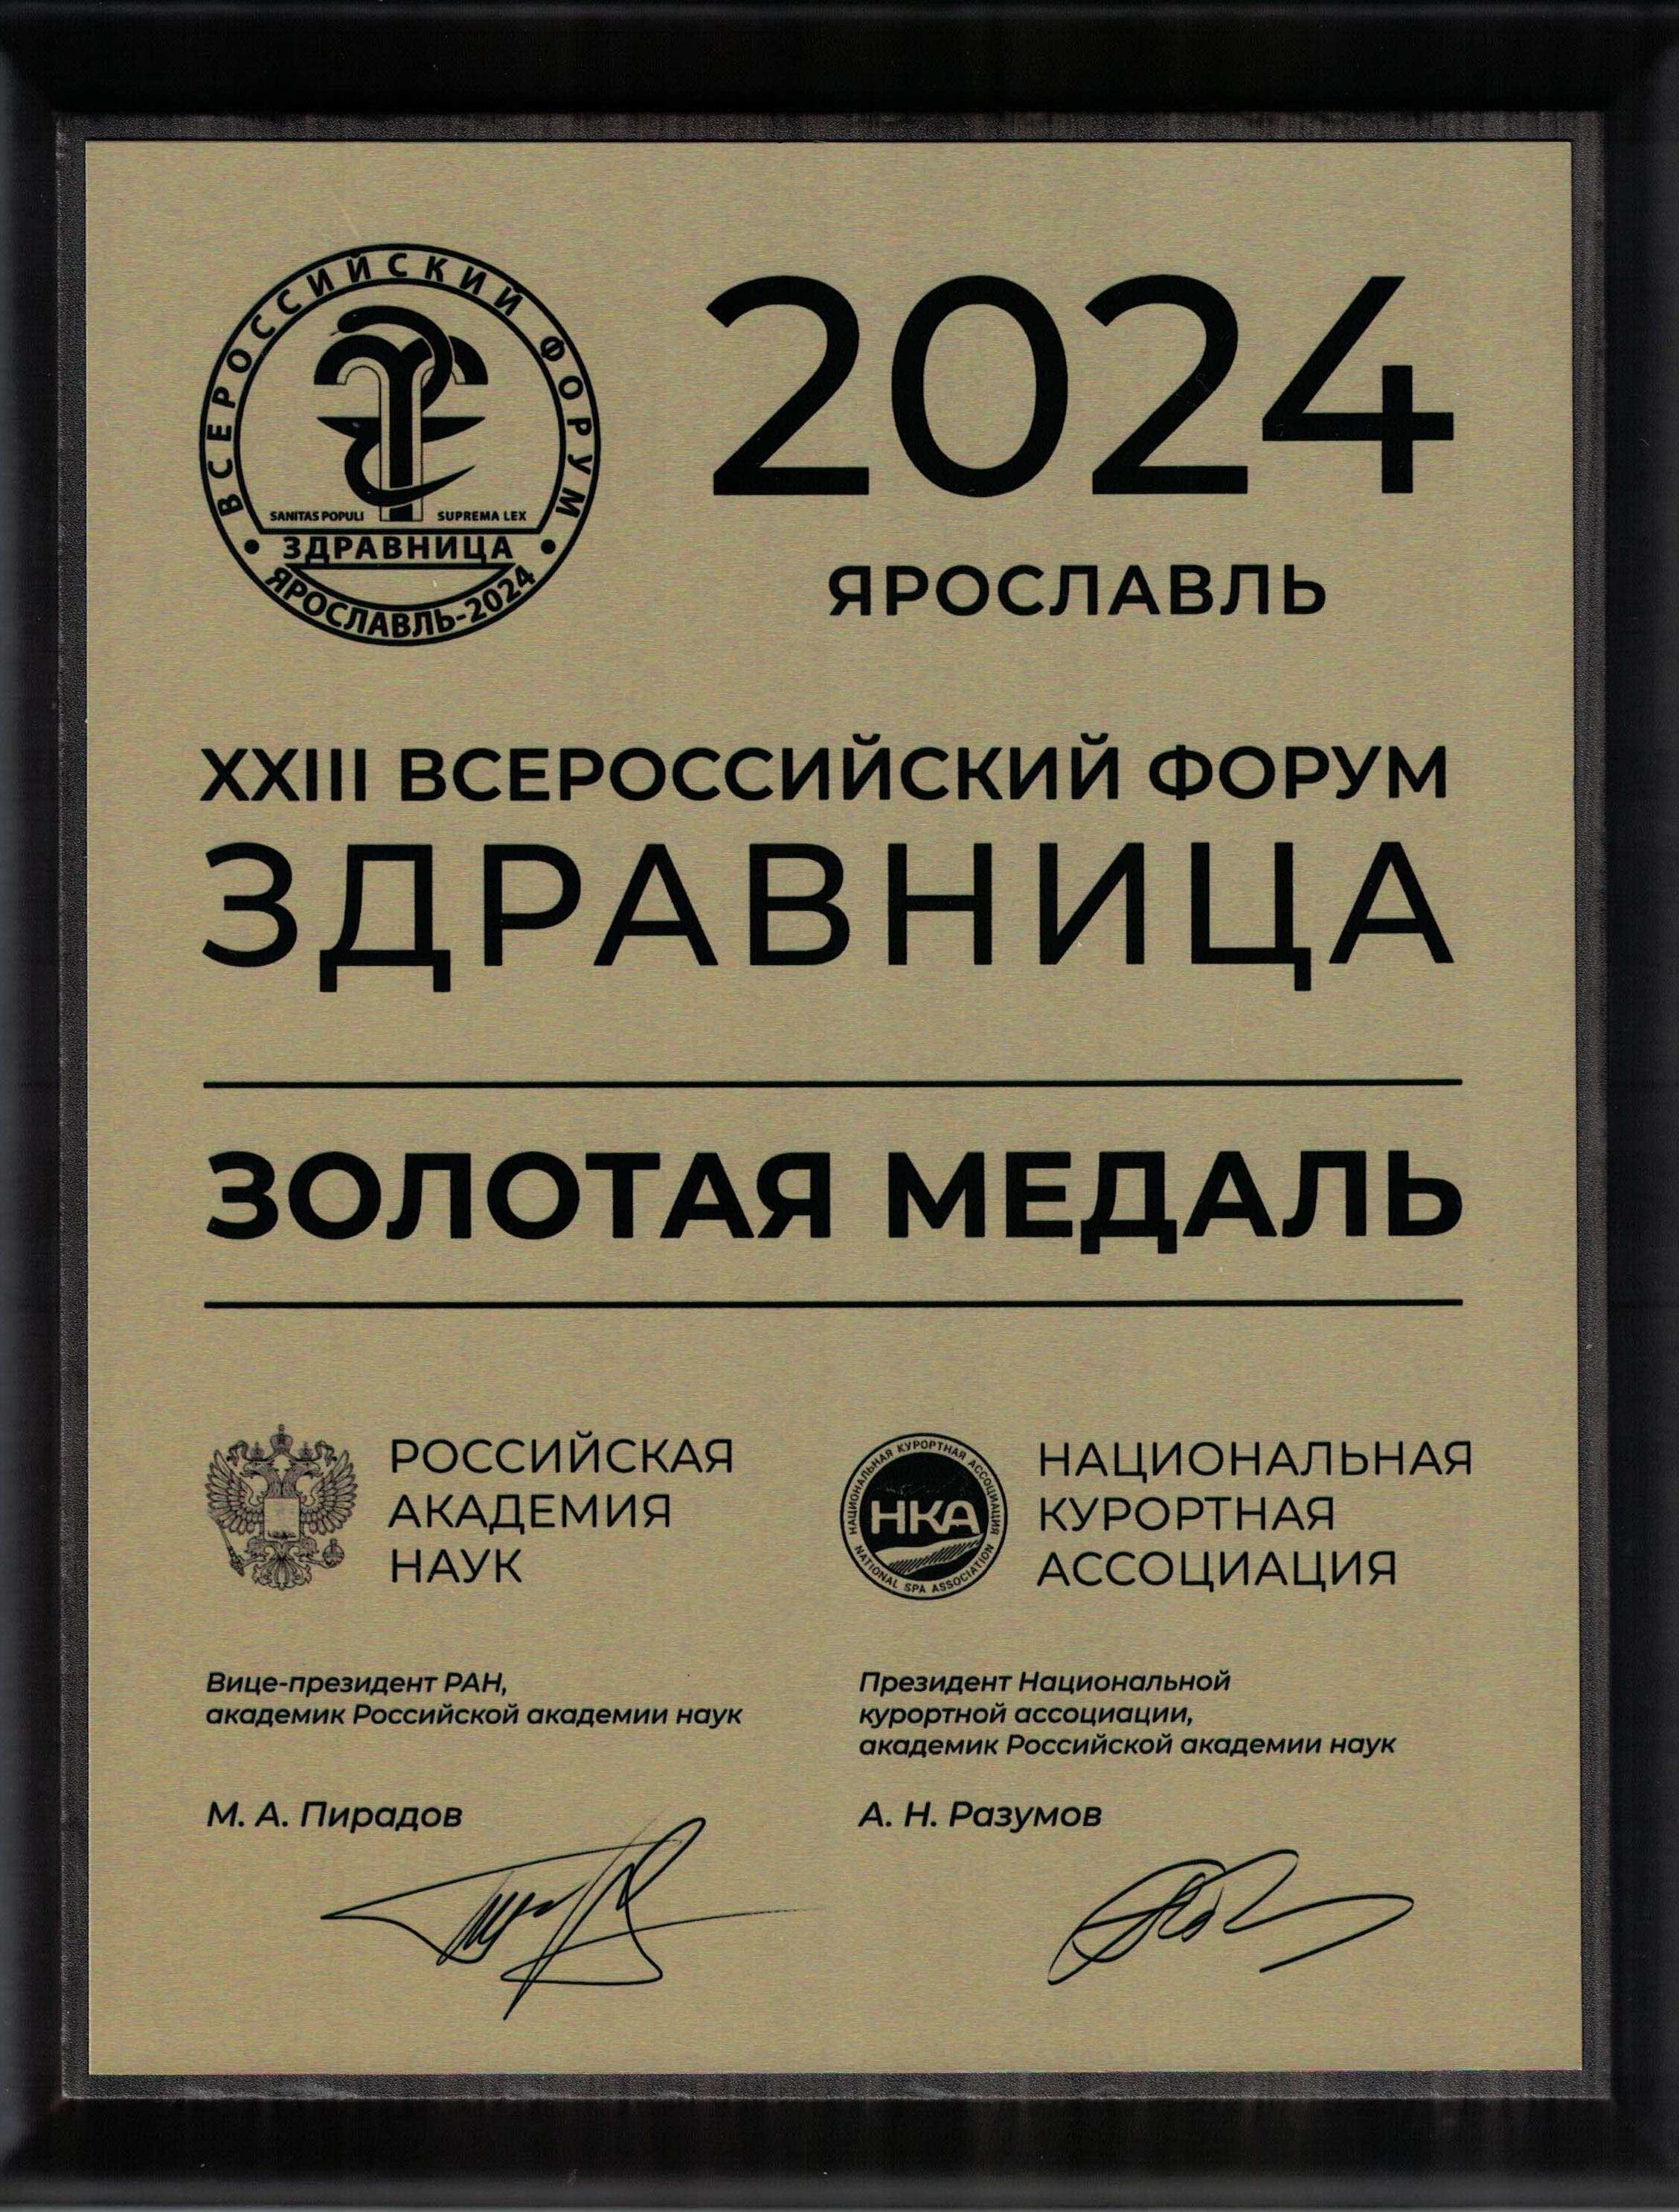 ВСЕРОССИЙСКИЙ ФОРУМ
SANITAS POPULI SUPREMA LEX
ЗДРАВНИЦА
ЯРОСЛАВЛЬ-2024
2024
ЯРОСЛАВЛЬ
XXIII ВСЕРОССИЙСКИЙ ФОРУМ
ЗДРАВНИЦА
ЗОЛОТАЯ МЕДАЛЬ
РОССИЙСКАЯ
АКАДЕМИЯ
НАУК
НАЦИОНАЛЬНАЯ КУРОРТНАЯ АССОЦИАЦИЯ
НКА
NATIONAL SPA ASSOCIATION
НАЦИОНАЛЬНАЯ
КУРОРТНАЯ
АССОЦИАЦИЯ
Вице-президент РАН,
академик Российской академии наук
М. А. Пирадов
Президент Национальной
курортной ассоциации,
академик Российской академии наук
А. Н. Разумов